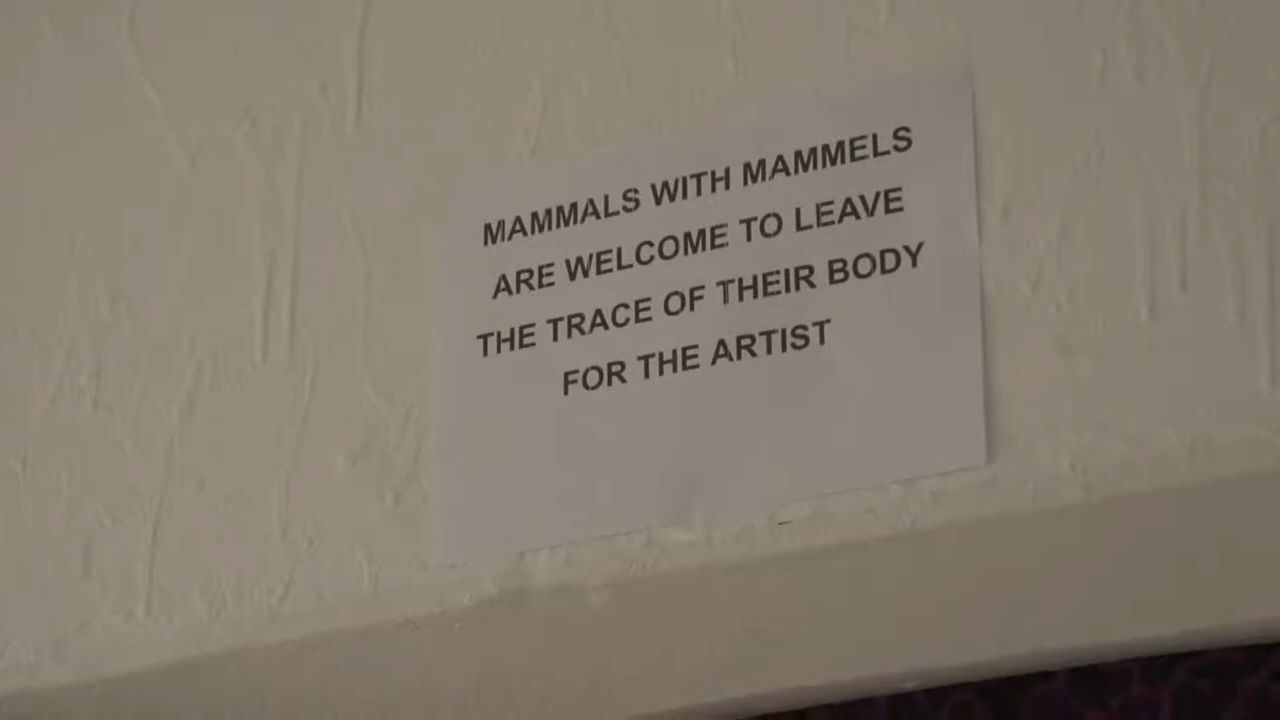 MAMMALS WITH MAMMELS
ARE WELCOME TO LEAVE
THE TRACE OF THEIR BODY
FOR THE ARTIST